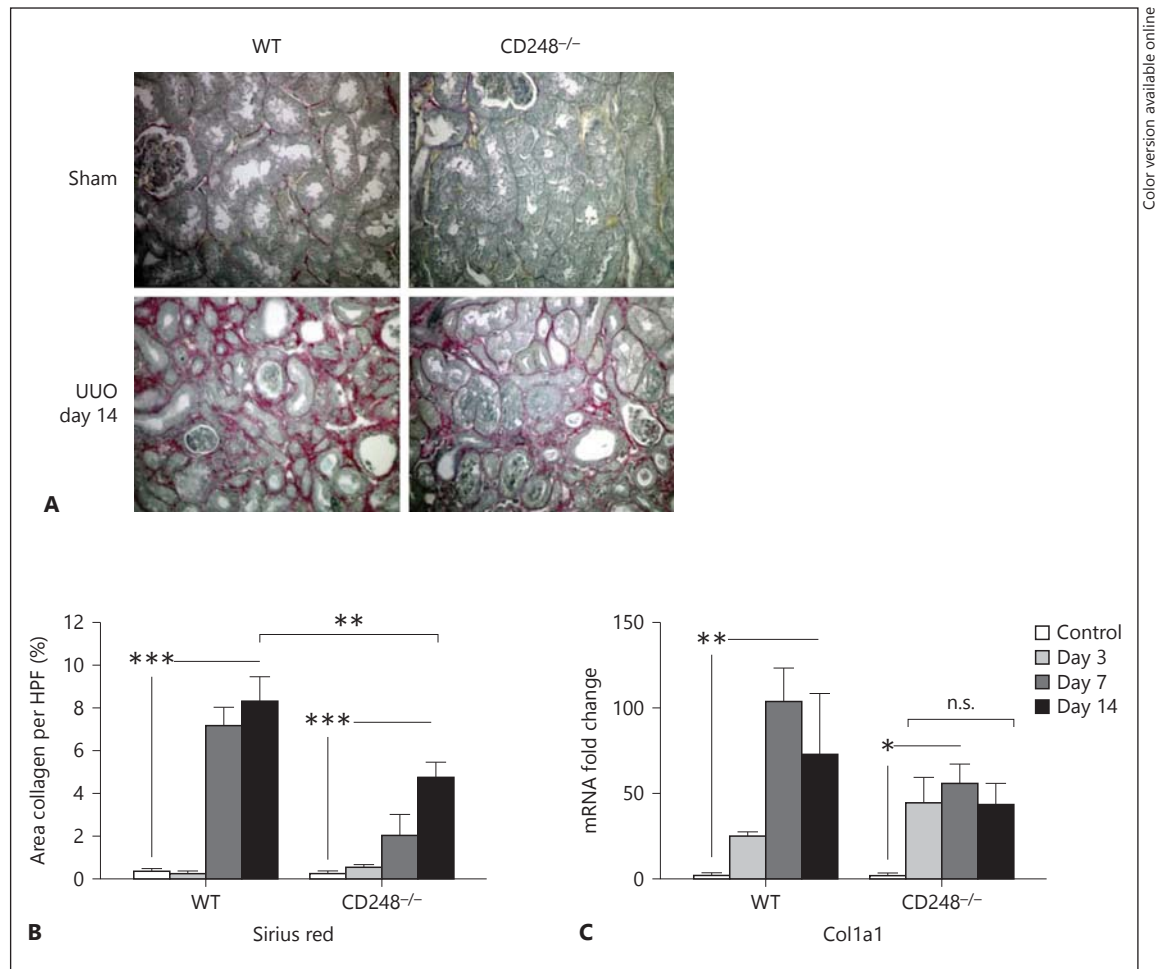 Color version available online
WT CD248–/–
Sham
UUO
day 14
A
12
10
8
6
4
2
0
Area collagen per HPF (%)
***
**
***
WT CD248–/–
B Sirius red
150
100
50
0
mRNA fold change
**
*
n.s.
Control
Day 3
Day 7
Day 14
WT CD248–/–
C Col1a1